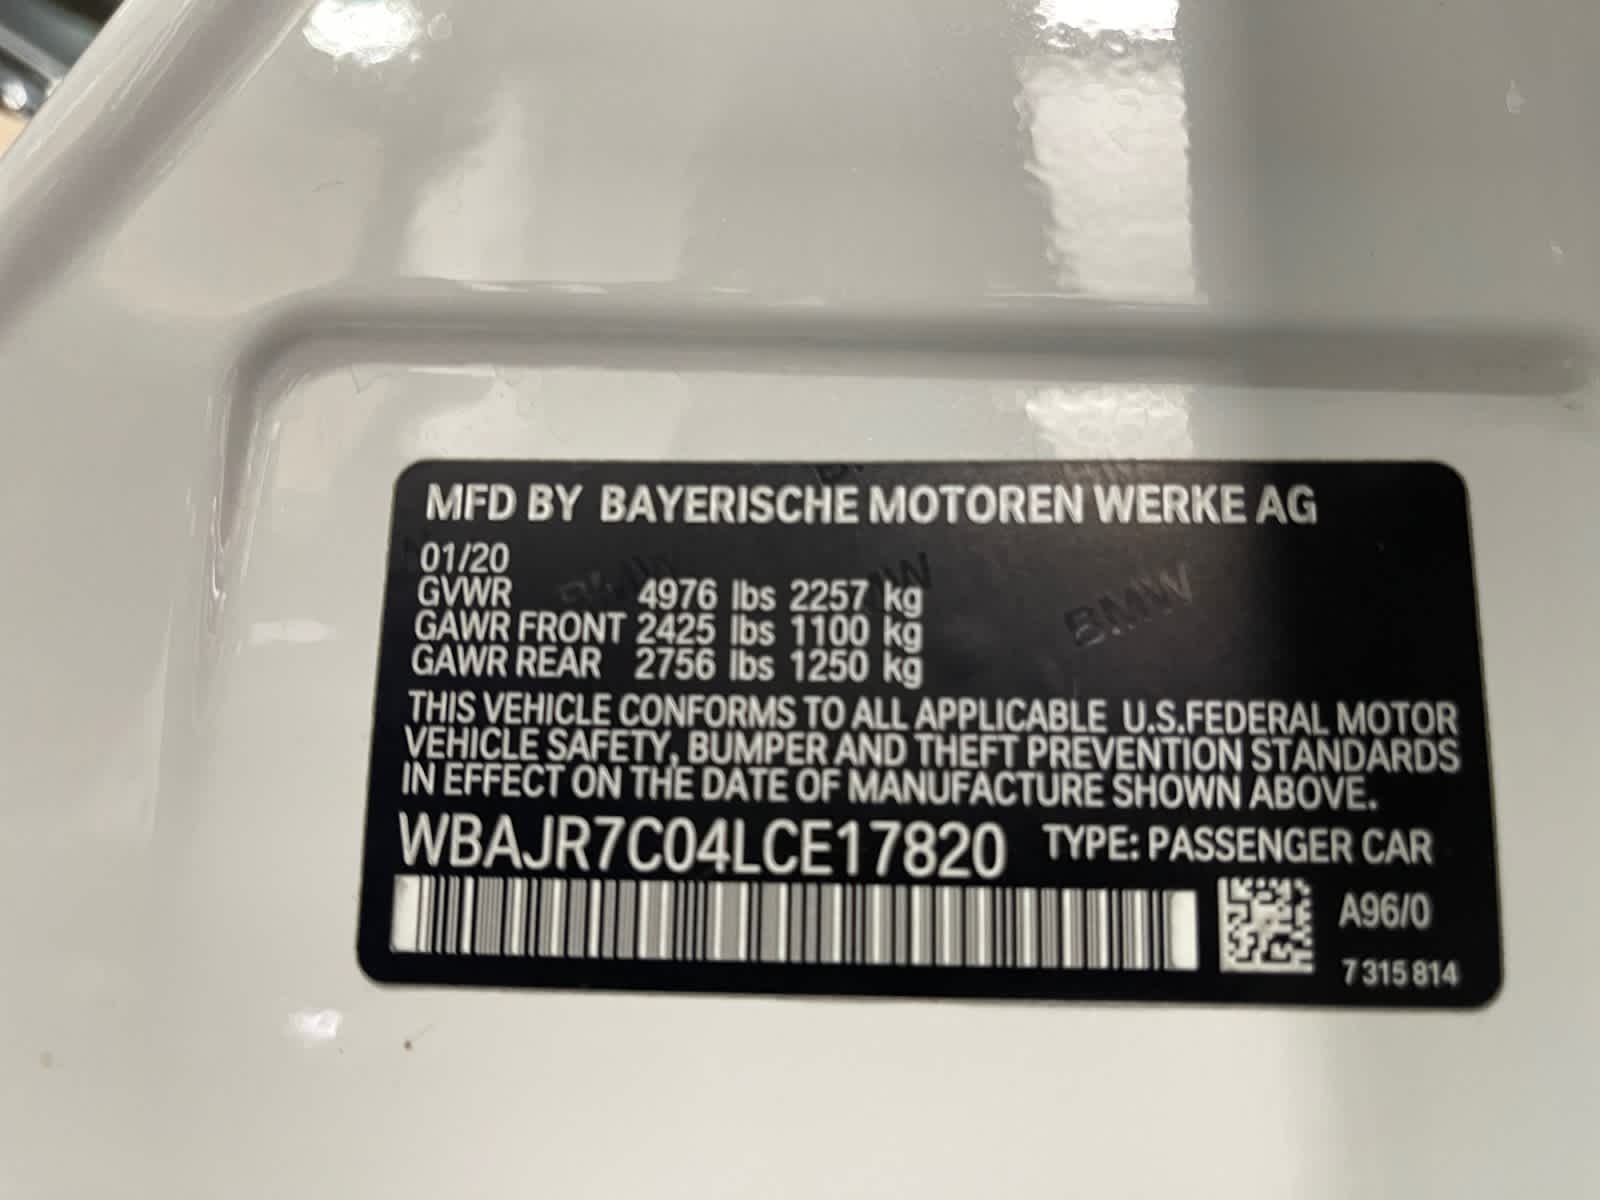 MFD BY BAYERISCHE MOTOREN WERKE AG
01/20
GVWR 4976 lbs 2257 kg
GAWR FRONT 2425 lbs 1100 kg
GAWR REAR 2756 lbs 1250 kg
BMW BMW BMW
THIS VEHICLE CONFORMS TO ALL APPLICABLE U.S.FEDERAL MOTOR
VEHICLE SAFETY, BUMPER AND THEFT PREVENTION STANDARDS
IN EFFECT ON THE DATE OF MANUFACTURE SHOWN ABOVE.
WBAJR7C04LCE17820 TYPE: PASSENGER CAR
A96/0
7 315 814